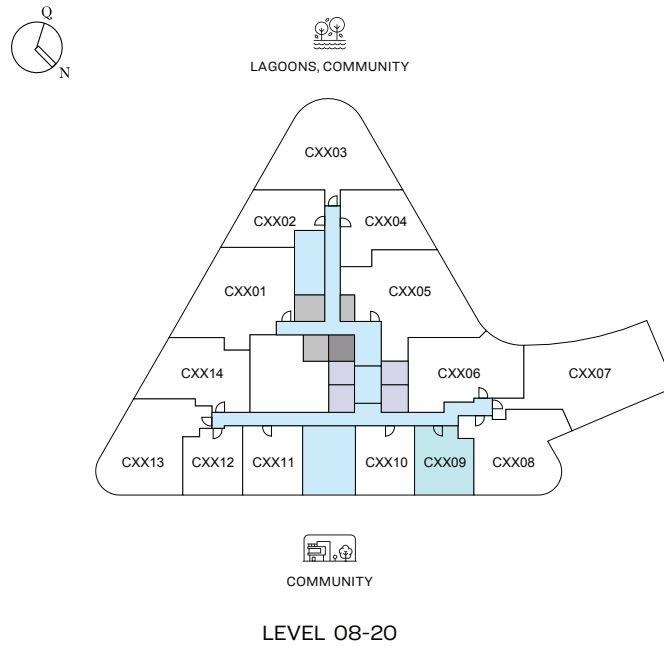 Q
N
LAGOONS, COMMUNITY
CXX03
CXX02
CXX04
CXX01
CXX05
CXX14
CXX06
CXX07
CXX13
CXX12
CXX11
CXX10
CXX09
CXX08
COMMUNITY
LEVEL 08-20